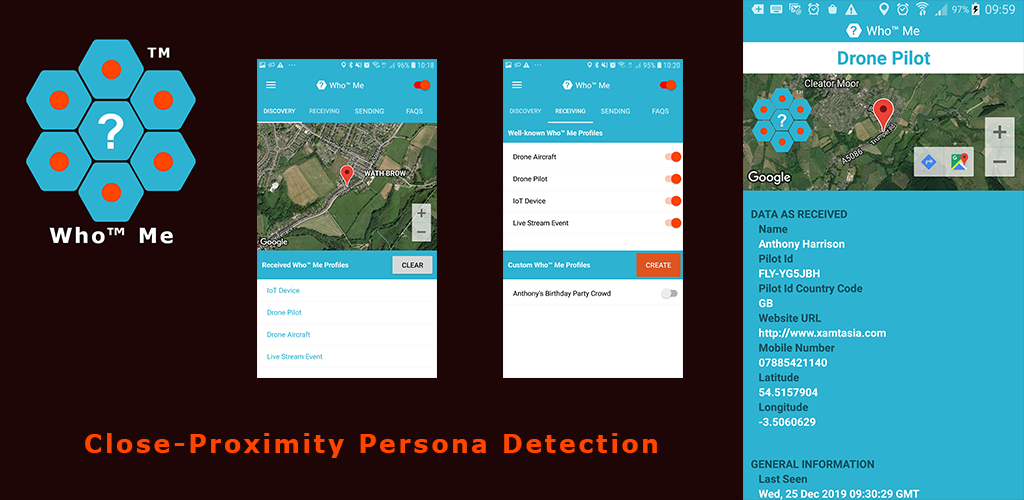 TM
?
Who™ Me
96% 10:18
Who™ Me
DISCOVERY RECEIVING SENDING FAQS
WATH BROW
+
−
Google
Received Who™ Me Profiles CLEAR
IoT Device
Drone Pilot
Drone Aircraft
Live Stream Event
95% 10:20
Who™ Me
DISCOVERY RECEIVING SENDING FAQS
Well-known Who™ Me Profiles
Drone Aircraft
Drone Pilot
IoT Device
Live Stream Event
Custom Who™ Me Profiles CREATE
Anthony's Birthday Party Crowd
Close-Proximity Persona Detection
97% 09:59
? Who™ Me
Drone Pilot
Cleator Moor
?
A5086
+
−
Google
DATA AS RECEIVED
Name
Anthony Harrison
Pilot Id
FLY-YG5JBH
Pilot Id Country Code
GB
Website URL
http://www.xamtasia.com
Mobile Number
07885421140
Latitude
54.5157904
Longitude
-3.5060629
GENERAL INFORMATION
Last Seen
Wed, 25 Dec 2019 09:30:29 GMT